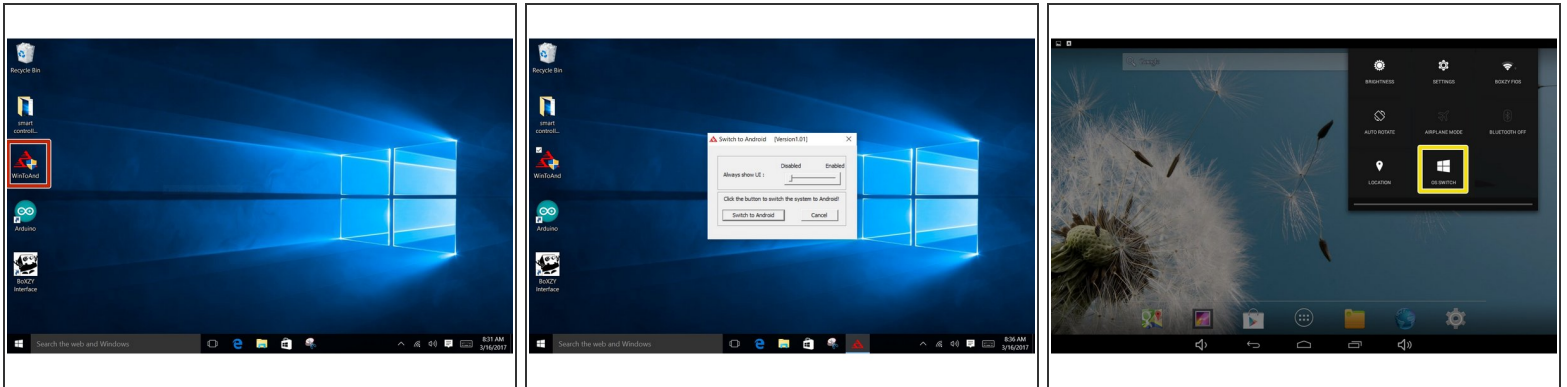 Recycle Bin
smart
controll...
WinToAnd
Arduino
BoXZY
Interface
Search the web and Windows
8:31 AM
3/16/2017
Recycle Bin
smart
controll...
WinToAnd
Arduino
BoXZY
Interface
Switch to Android [Version1.01]
Disabled Enabled
Always show UI :
Click the button to switch the system to Android!
Switch to Android Cancel
Search the web and Windows
8:36 AM
3/16/2017
Google
BRIGHTNESS SETTINGS BOXZY FIOS
AUTO ROTATE AIRPLANE MODE BLUETOOTH OFF
LOCATION OS SWITCH